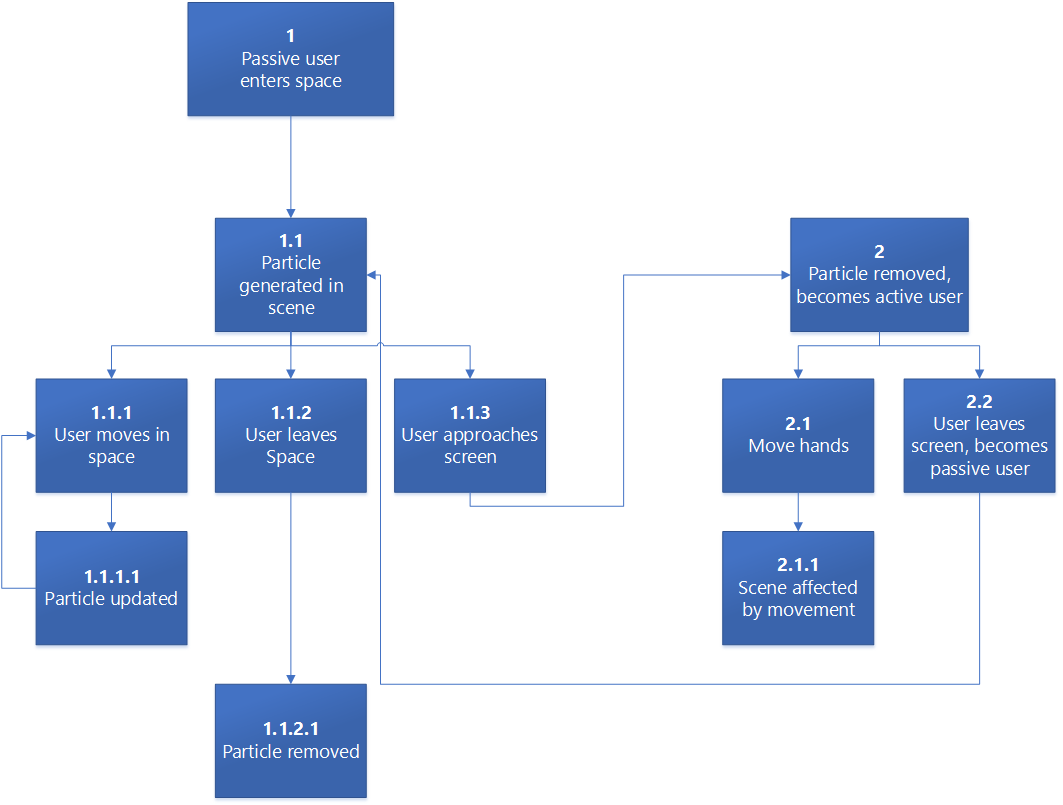 1
Passive user
enters space
1.1
Particle
generated in
scene
2
Particle removed,
becomes active user
1.1.1
User moves in
space
1.1.2
User leaves
Space
1.1.3
User approaches
screen
2.1
Move hands
2.2
User leaves
screen, becomes
passive user
1.1.1.1
Particle updated
2.1.1
Scene affected
by movement
1.1.2.1
Particle removed